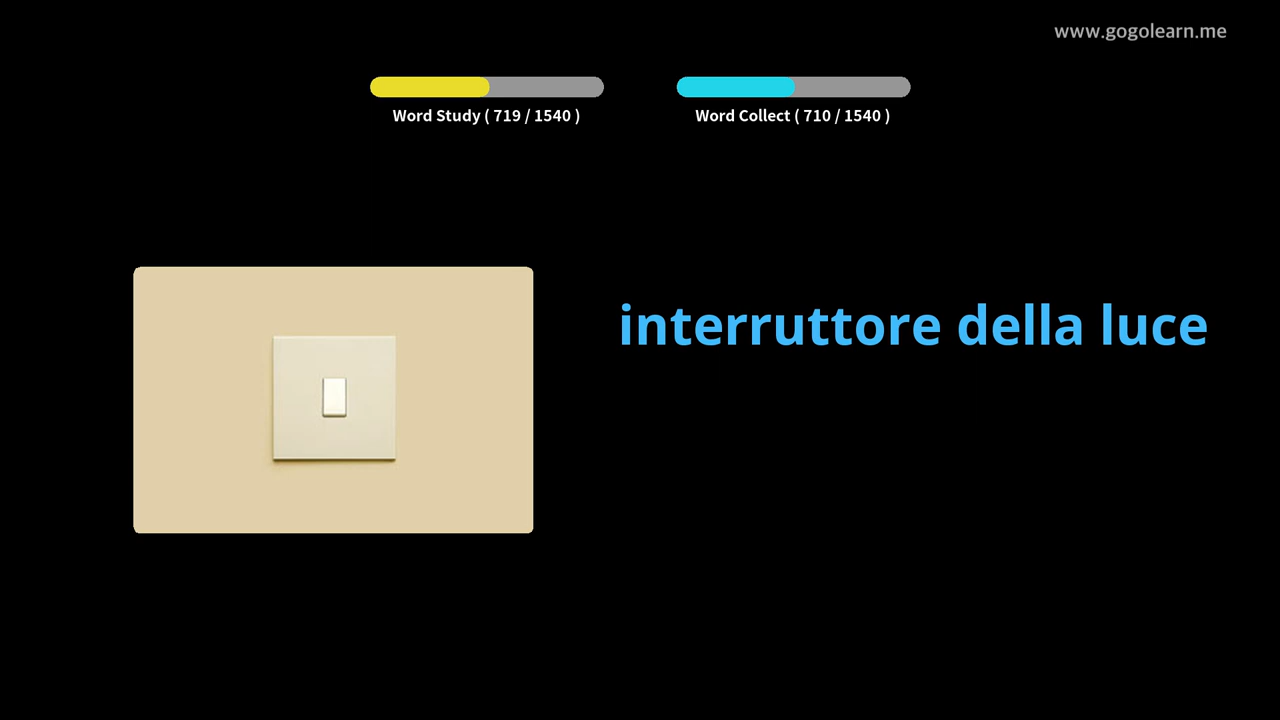 www.gogolearn.me
Word Study ( 719 / 1540 )
Word Collect ( 710 / 1540 )
interruttore della luce